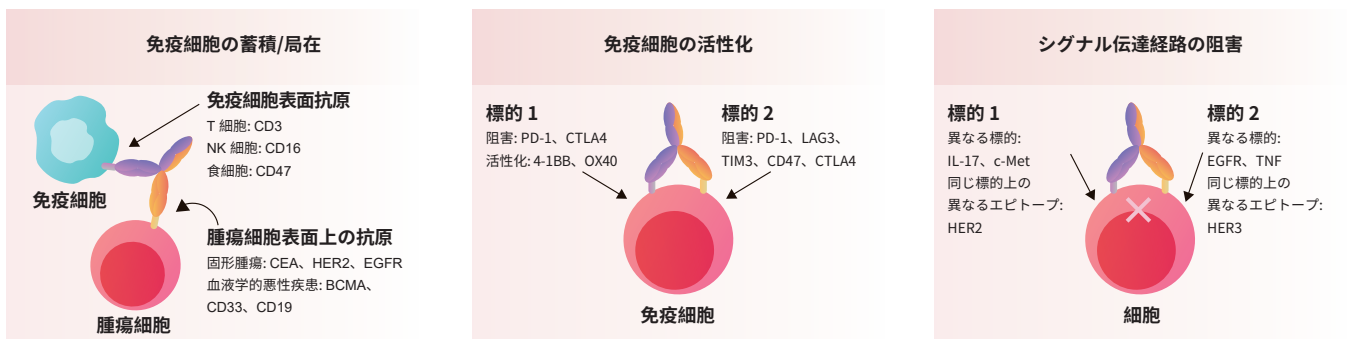 免疫細胞の蓄積/局在
免疫細胞表面抗原
T 細胞: CD3
NK 細胞: CD16
食細胞: CD47
免疫細胞
腫瘍細胞表面上の抗原
固形腫瘍: CEA、HER2、EGFR
血液学的悪性疾患: BCMA、
CD33、CD19
腫瘍細胞
免疫細胞の活性化
標的 1
阻害: PD-1、CTLA4
活性化: 4-1BB、OX40
標的 2
阻害: PD-1、LAG3、
TIM3、CD47、CTLA4
免疫細胞
シグナル伝達経路の阻害
標的 1
異なる標的:
IL-17、c-Met
同じ標的上の
異なるエピトープ:
HER2
標的 2
異なる標的:
EGFR、TNF
同じ標的上の
異なるエピトープ:
HER3
細胞